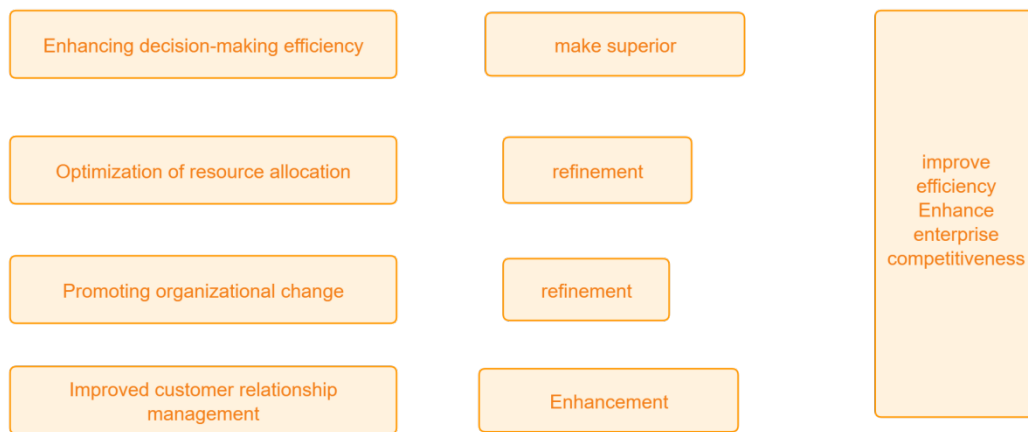 Enhancing decision-making efficiency
make superior
Optimization of resource allocation
refinement
Promoting organizational change
refinement
Improved customer relationship
management
Enhancement
improve
efficiency
Enhance
enterprise
competitiveness